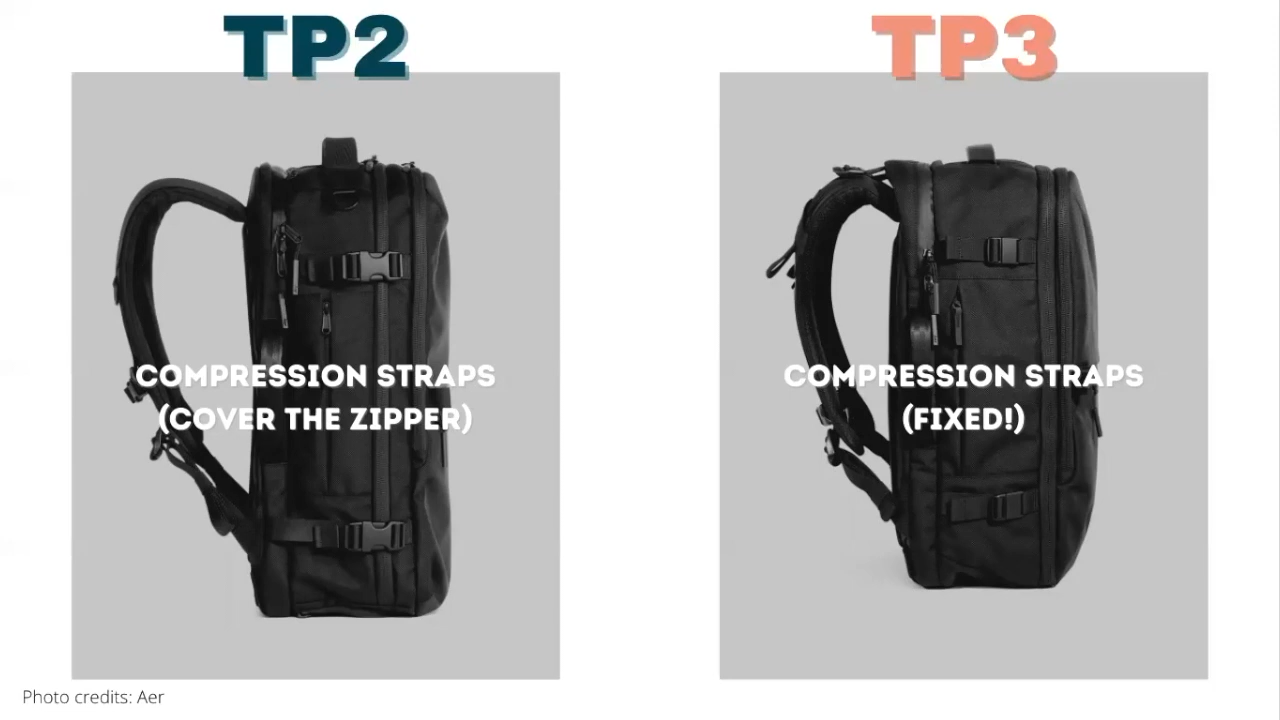 TP2
COMPRESSION STRAPS
(COVER THE ZIPPER)
TP3
COMPRESSION STRAPS
(FIXED!)
Photo credits: Aer